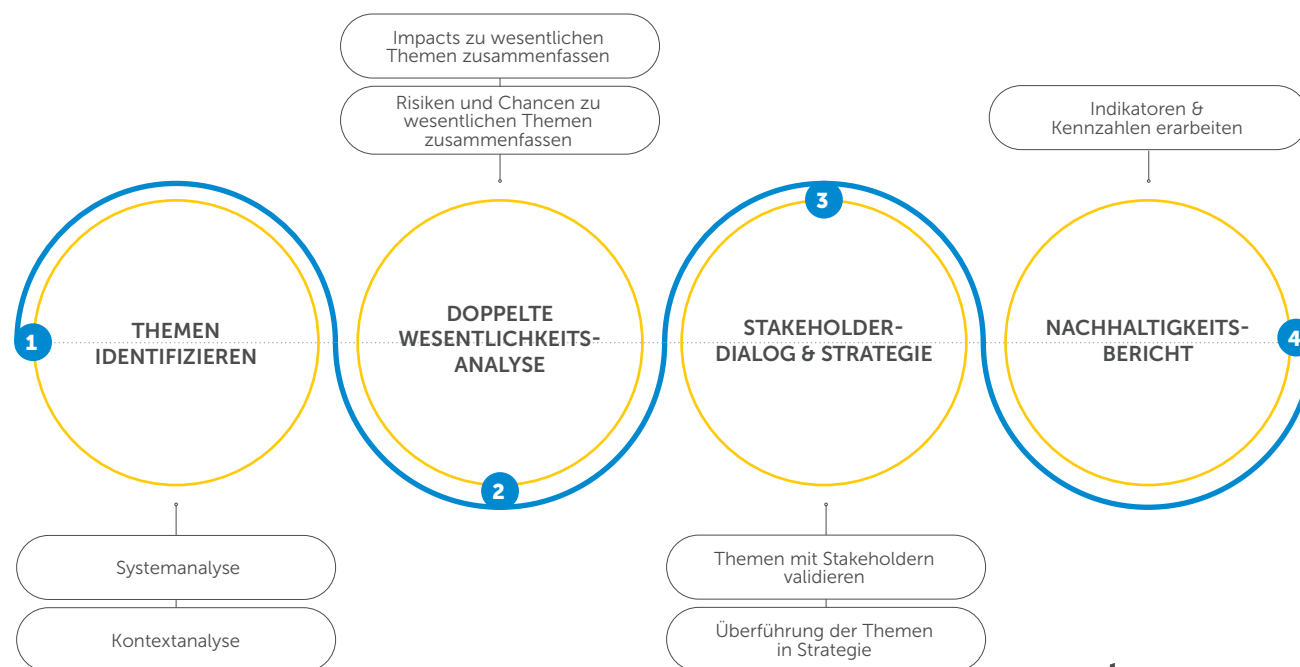 Impacts zu wesentlichen
Themen zusammenfassen
Risiken und Chancen zu
wesentlichen Themen
zusammenfassen
Indikatoren &
Kennzahlen erarbeiten
1
THEMEN
IDENTIFIZIEREN
2
DOPPELTE
WESENTLICHKEITS-
ANALYSE
3
STAKEHOLDER-
DIALOG & STRATEGIE
4
NACHHALTIGKEITS-
BERICHT
Systemanalyse
Kontextanalyse
Themen mit Stakeholdern
validieren
Überführung der Themen
in Strategie